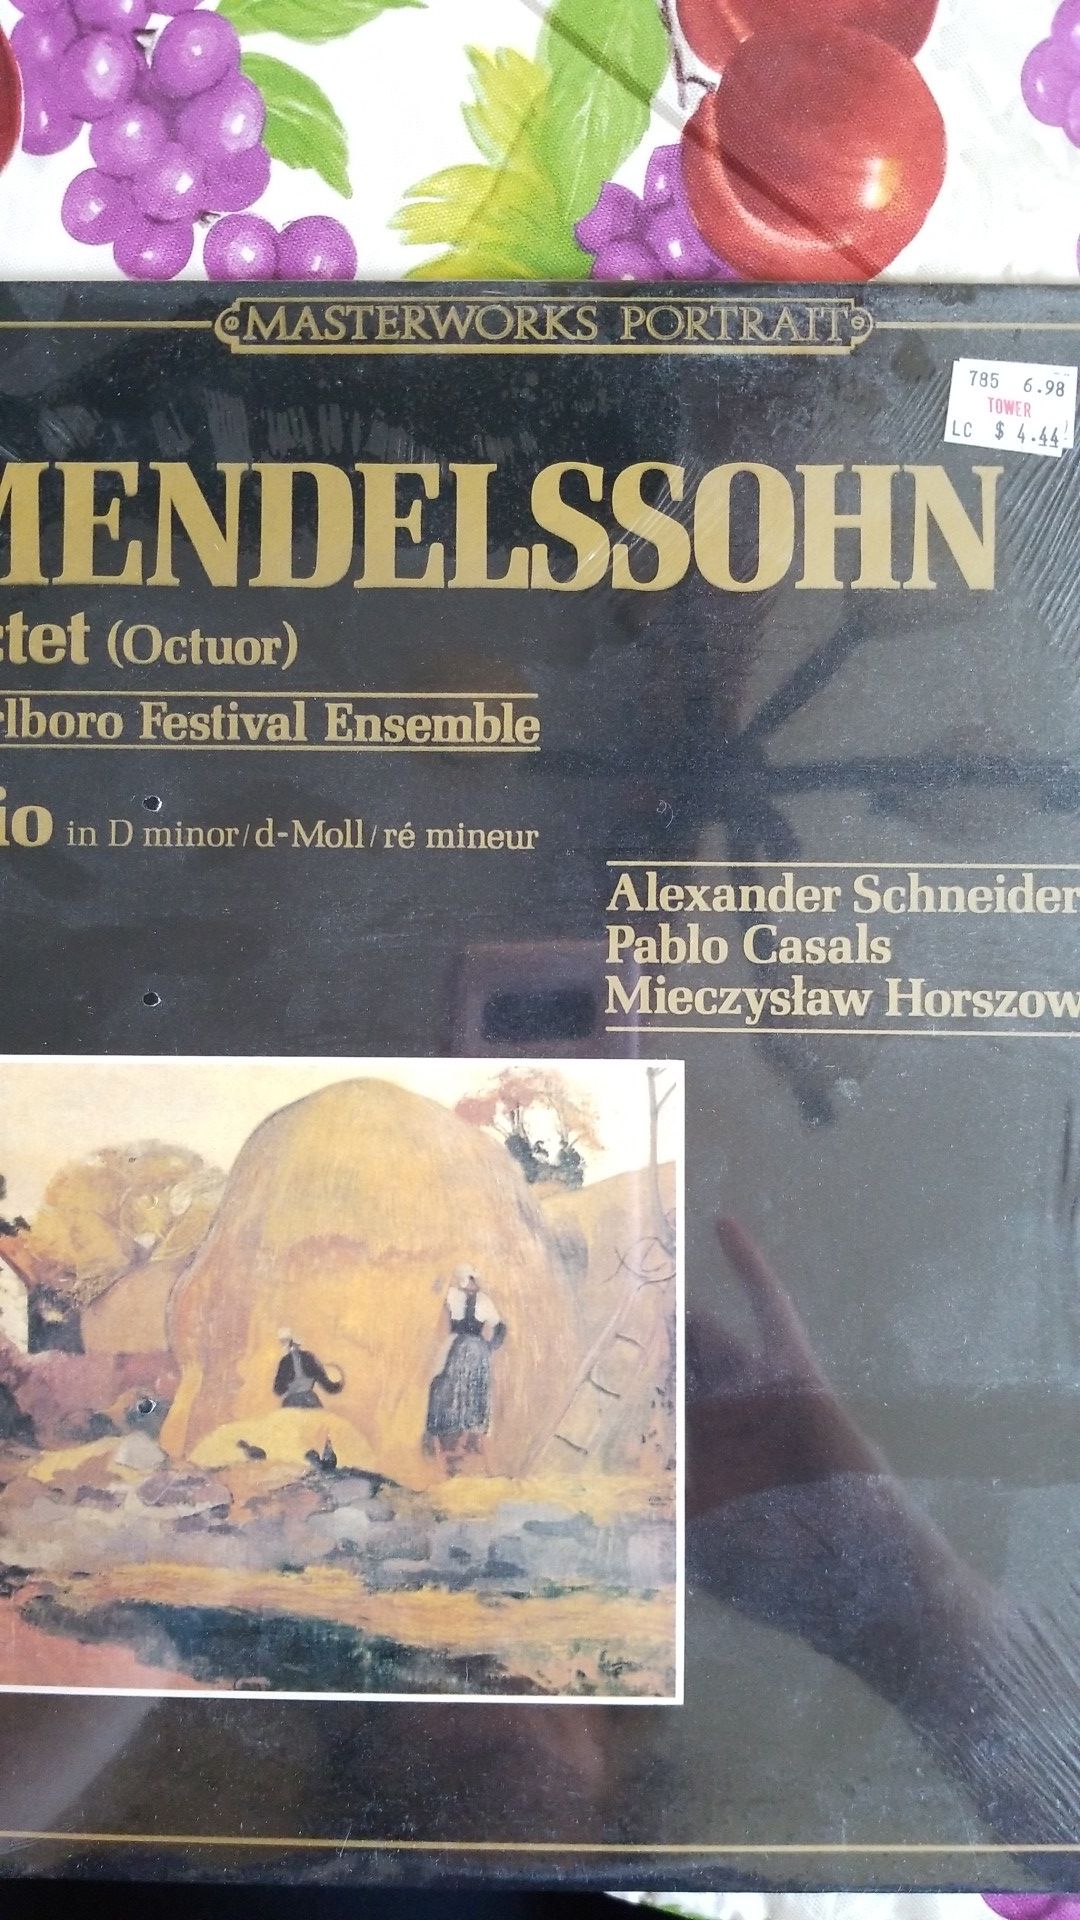 MASTERWORKS PORTRAIT
785 6.98
TOWER
LC $ 4.44
MENDELSSOHN
ctet (Octuor)
rlboro Festival Ensemble
io in D minor/d-Moll/ré mineur
Alexander Schneider
Pablo Casals
Mieczysław Horszow